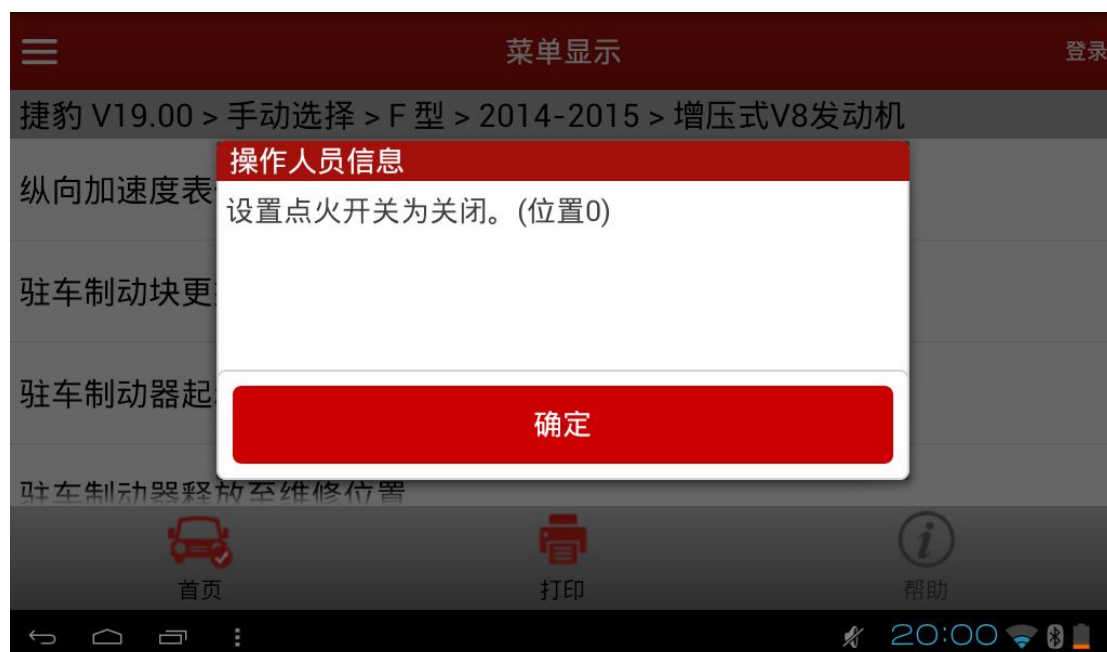 菜单显示
登录
捷豹 V19.00 > 手动选择 > F 型 > 2014-2015 > 增压式V8发动机
操作人员信息
纵向加速度表
设置点火开关为关闭。(位置0)
驻车制动块更
驻车制动器起
确定
驻车制动器释放至维修位置
首页
打印
帮助
20:00